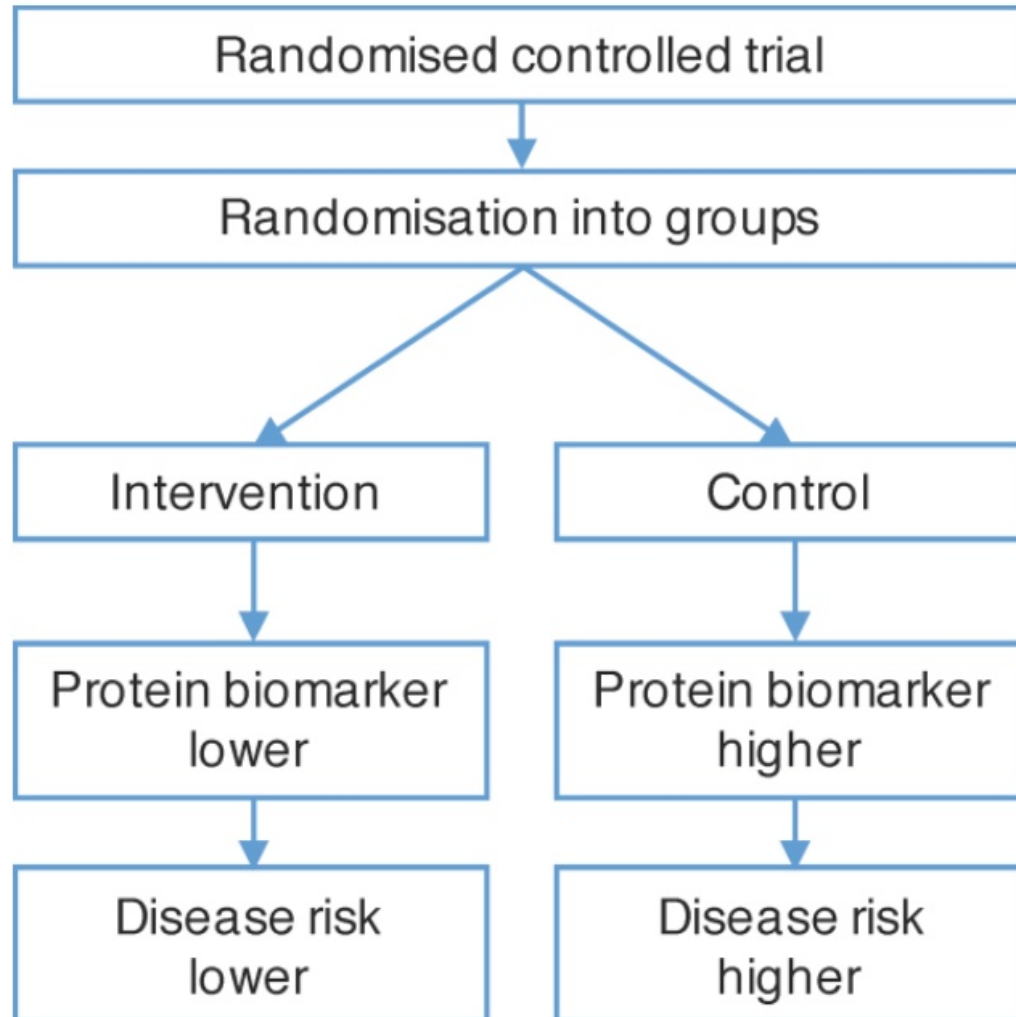 Randomised controlled trial
Randomisation into groups
Intervention
Control
Protein biomarker
lower
Protein biomarker
higher
Disease risk
lower
Disease risk
higher